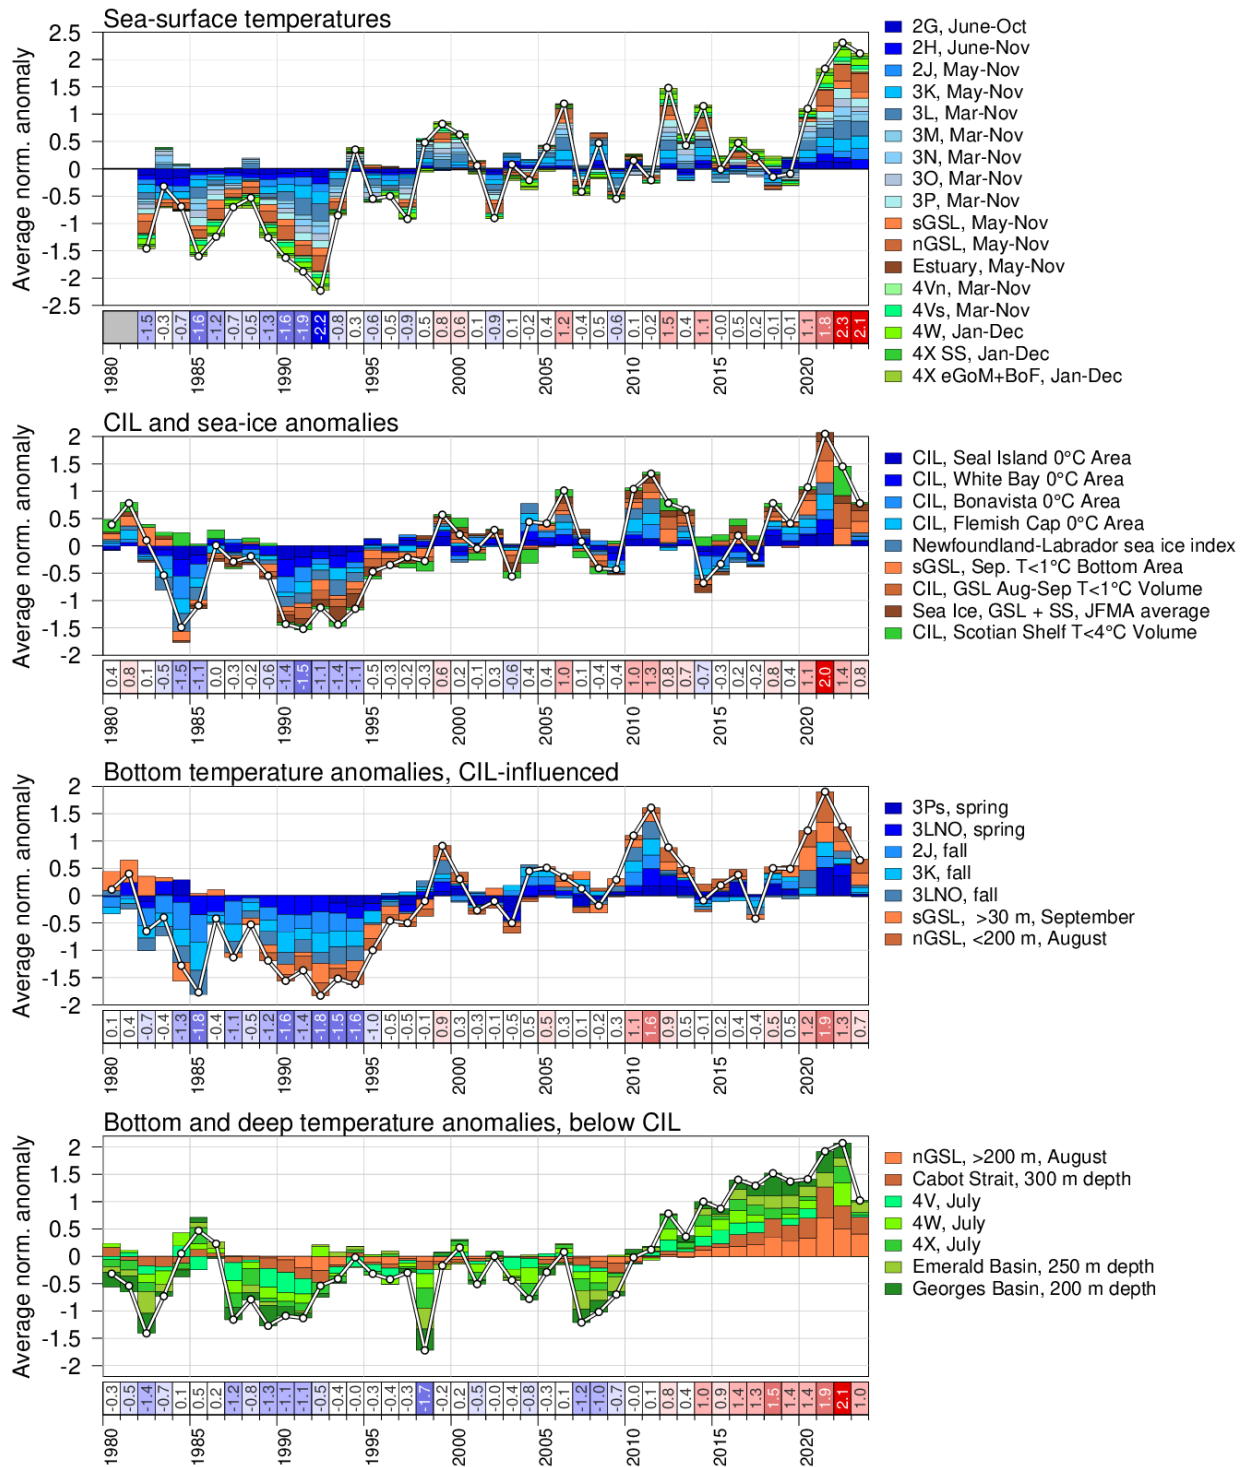 Sea-surface temperatures
Average norm. anomaly
2.5
2
1.5
1
0.5
0
-0.5
-1
-1.5
-2
-2.5
-1.5 -0.3 -0.7 -1.6 -1.2 -0.7 -0.5 -1.3 -1.6 -1.9 -2.2 -0.8 0.3 -0.6 -0.5 -0.9 0.5 0.8 0.6 0.1 -0.9 0.1 -0.2 0.4 1.2 -0.4 0.5 -0.6 0.1 -0.2 1.5 0.4 1.1 -0.0 0.5 0.2 -0.1 -0.1 1.1 1.8 2.3 2.1
1980 1985 1990 1995 2000 2005 2010 2015 2020
2G, June-Oct
2H, June-Nov
2J, May-Nov
3K, May-Nov
3L, Mar-Nov
3M, Mar-Nov
3N, Mar-Nov
3O, Mar-Nov
3P, Mar-Nov
sGSL, May-Nov
nGSL, May-Nov
Estuary, May-Nov
4Vn, Mar-Nov
4Vs, Mar-Nov
4W, Jan-Dec
4X SS, Jan-Dec
4X eGoM+BoF, Jan-Dec
CIL and sea-ice anomalies
Average norm. anomaly
2
1.5
1
0.5
0
-0.5
-1
-1.5
-2
0.4 0.8 0.1 -0.5 -1.5 -1.1 0.0 -0.3 -0.2 -0.6 -1.4 -1.5 -1.1 -1.4 -1.1 -0.5 -0.3 -0.2 -0.3 0.6 0.2 -0.1 0.3 -0.6 0.4 0.4 1.0 0.1 -0.4 -0.4 1.0 1.3 0.8 0.7 -0.7 -0.3 0.2 -0.2 0.8 0.4 1.1 2.0 1.4 0.8
1980 1985 1990 1995 2000 2005 2010 2015 2020
CIL, Seal Island 0°C Area
CIL, White Bay 0°C Area
CIL, Bonavista 0°C Area
CIL, Flemish Cap 0°C Area
Newfoundland-Labrador sea ice index
sGSL, Sep. T<1°C Bottom Area
CIL, GSL Aug-Sep T<1°C Volume
Sea Ice, GSL + SS, JFMA average
CIL, Scotian Shelf T<4°C Volume
Bottom temperature anomalies, CIL-influenced
Average norm. anomaly
2
1.5
1
0.5
0
-0.5
-1
-1.5
-2
0.1 0.4 -0.7 -0.4 -1.3 -1.8 -0.4 -1.1 -0.5 -1.2 -1.6 -1.4 -1.8 -1.5 -1.6 -1.0 -0.5 -0.5 -0.1 0.9 0.3 -0.3 -0.1 -0.5 0.4 0.5 0.3 0.1 -0.2 0.3 1.1 1.6 0.9 0.5 -0.1 0.2 0.4 -0.4 0.5 0.5 1.2 1.9 1.3 0.7
1980 1985 1990 1995 2000 2005 2010 2015 2020
3Ps, spring
3LNO, spring
2J, fall
3K, fall
3LNO, fall
sGSL, >30 m, September
nGSL, <200 m, August
Bottom and deep temperature anomalies, below CIL
Average norm. anomaly
2
1.5
1
0.5
0
-0.5
-1
-1.5
-2
-0.3 -0.5 -1.4 -0.7 0.1 0.5 0.2 -1.2 -0.8 -1.3 -1.1 -1.1 -0.5 -0.4 -0.0 -0.3 -0.4 -0.3 -1.7 -0.2 0.2 -0.5 -0.0 -0.4 -0.8 -0.3 0.1 -1.2 -1.0 -0.7 -0.0 0.1 0.8 0.4 1.0 0.9 1.4 1.3 1.5 1.4 1.4 1.9 2.1 1.0
1980 1985 1990 1995 2000 2005 2010 2015 2020
nGSL, >200 m, August
Cabot Strait, 300 m depth
4V, July
4W, July
4X, July
Emerald Basin, 250 m depth
Georges Basin, 200 m depth